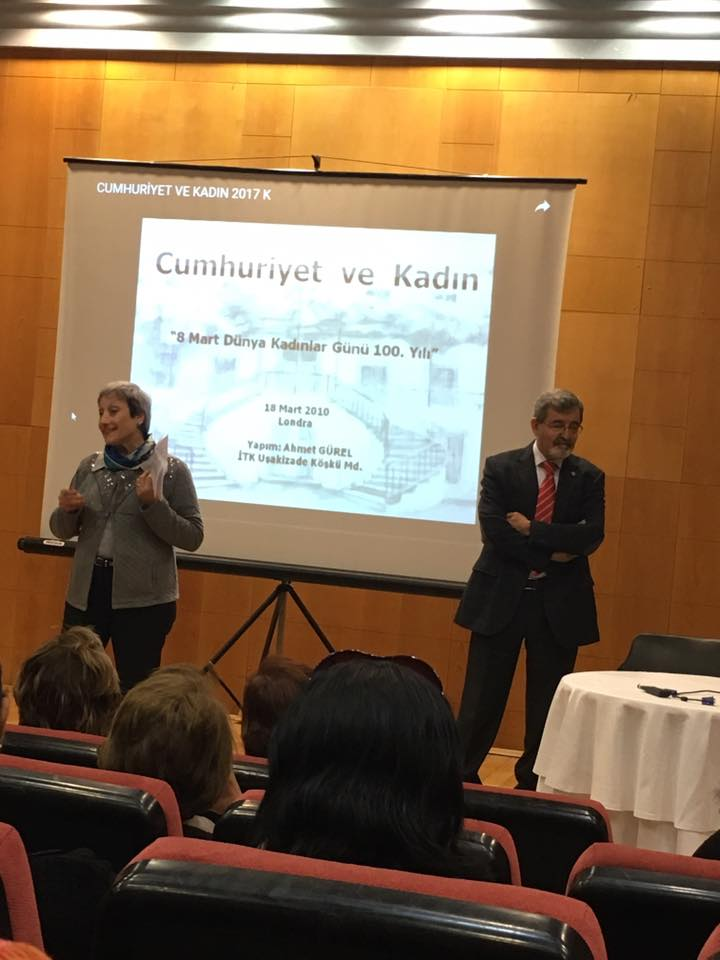 CUMHURİYET VE KADIN 2017 K
Cumhuriyet ve Kadın
"8 Mart Dünya Kadınlar Günü 100. Yılı"
18 Mart 2010
Londra
Yapım: Ahmet GÜREL
İTK Uşakizade Köşkü Md.